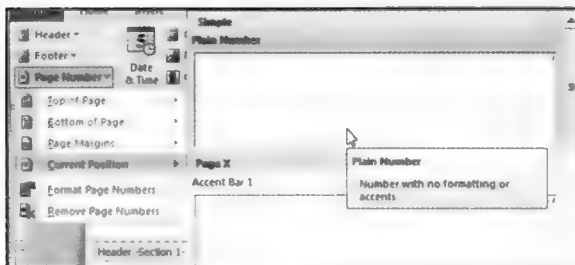 Header
Footer
Page Number
Date
& Time
Top of Page
Bottom of Page
Page Margins
Current Position
Format Page Numbers
Remove Page Numbers
Header -Section 1-
Simple
Plain Number
Page X
Accent Bar 1
Plain Number
Number with no formatting or
accents